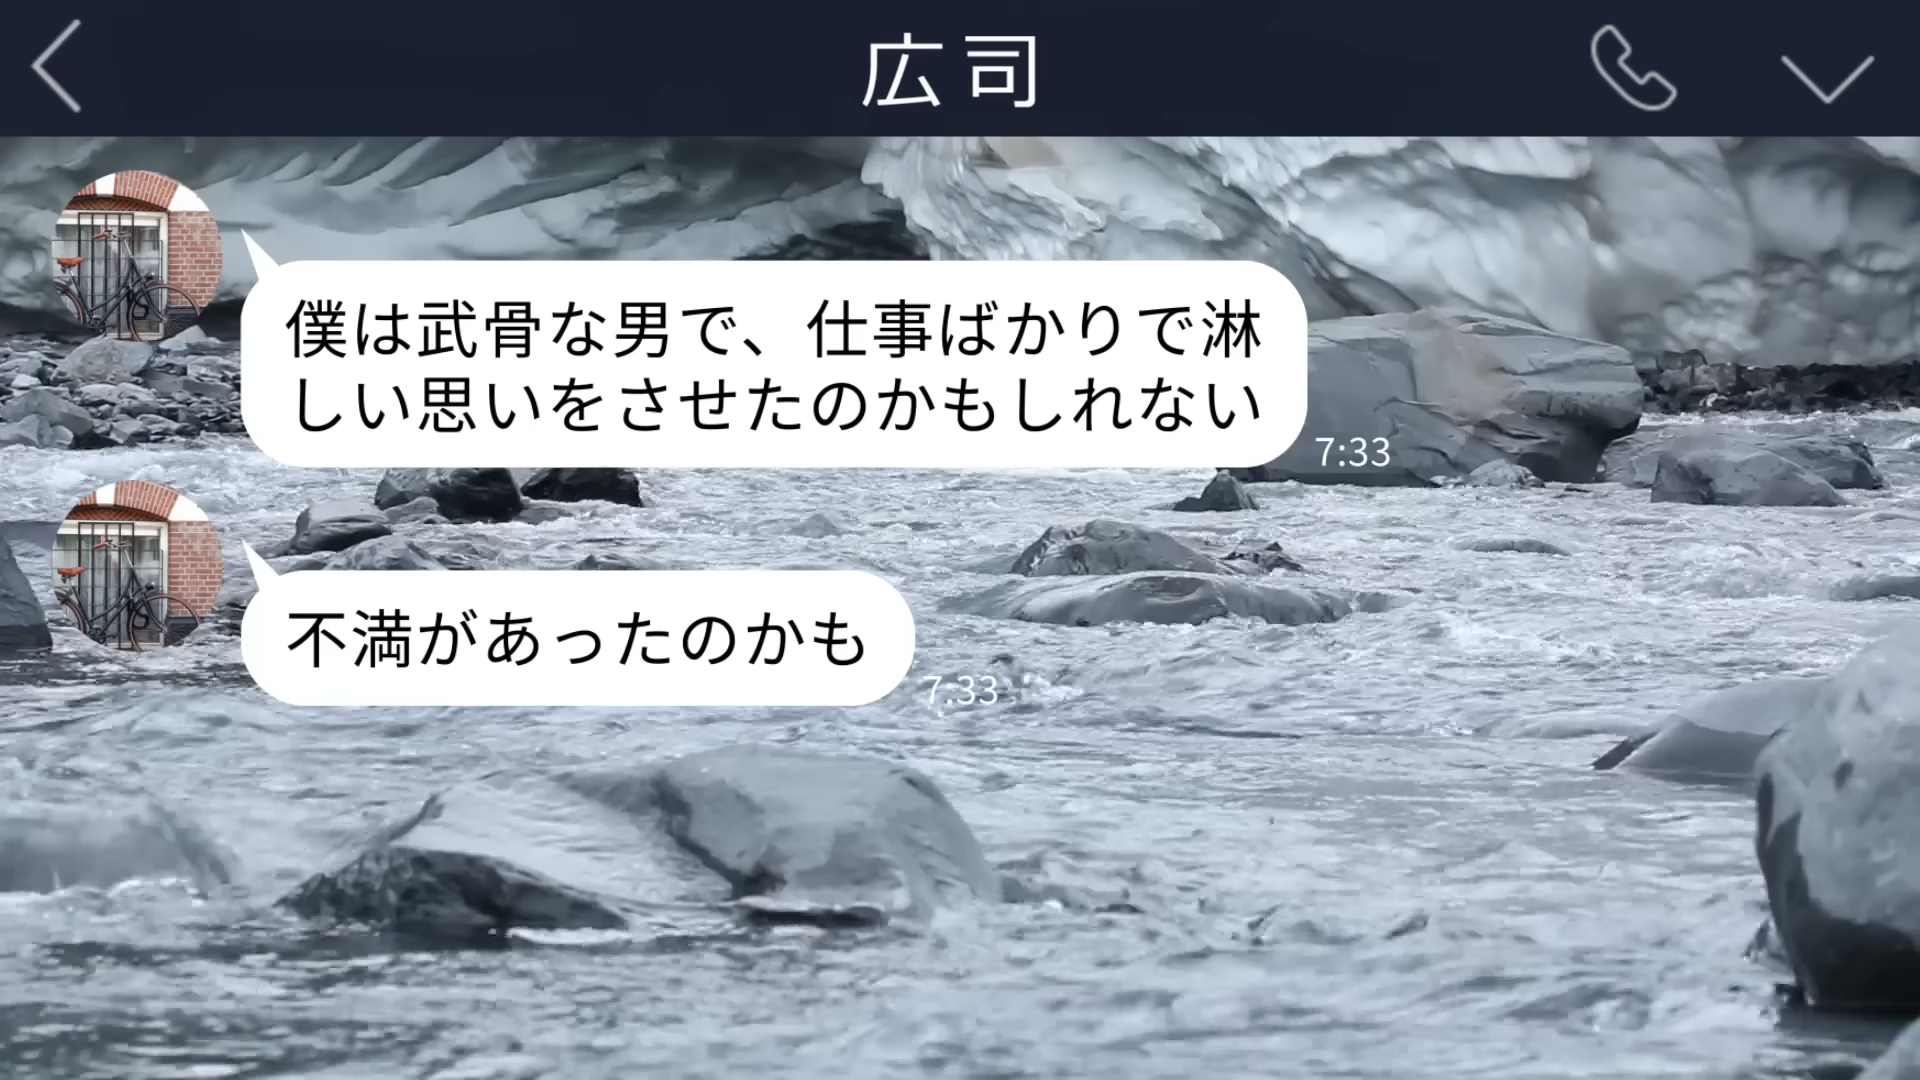 広司
僕は武骨な男で、仕事ばかりで淋
しい思いをさせたのかもしれない
7:33
不満があったのかも
7:33